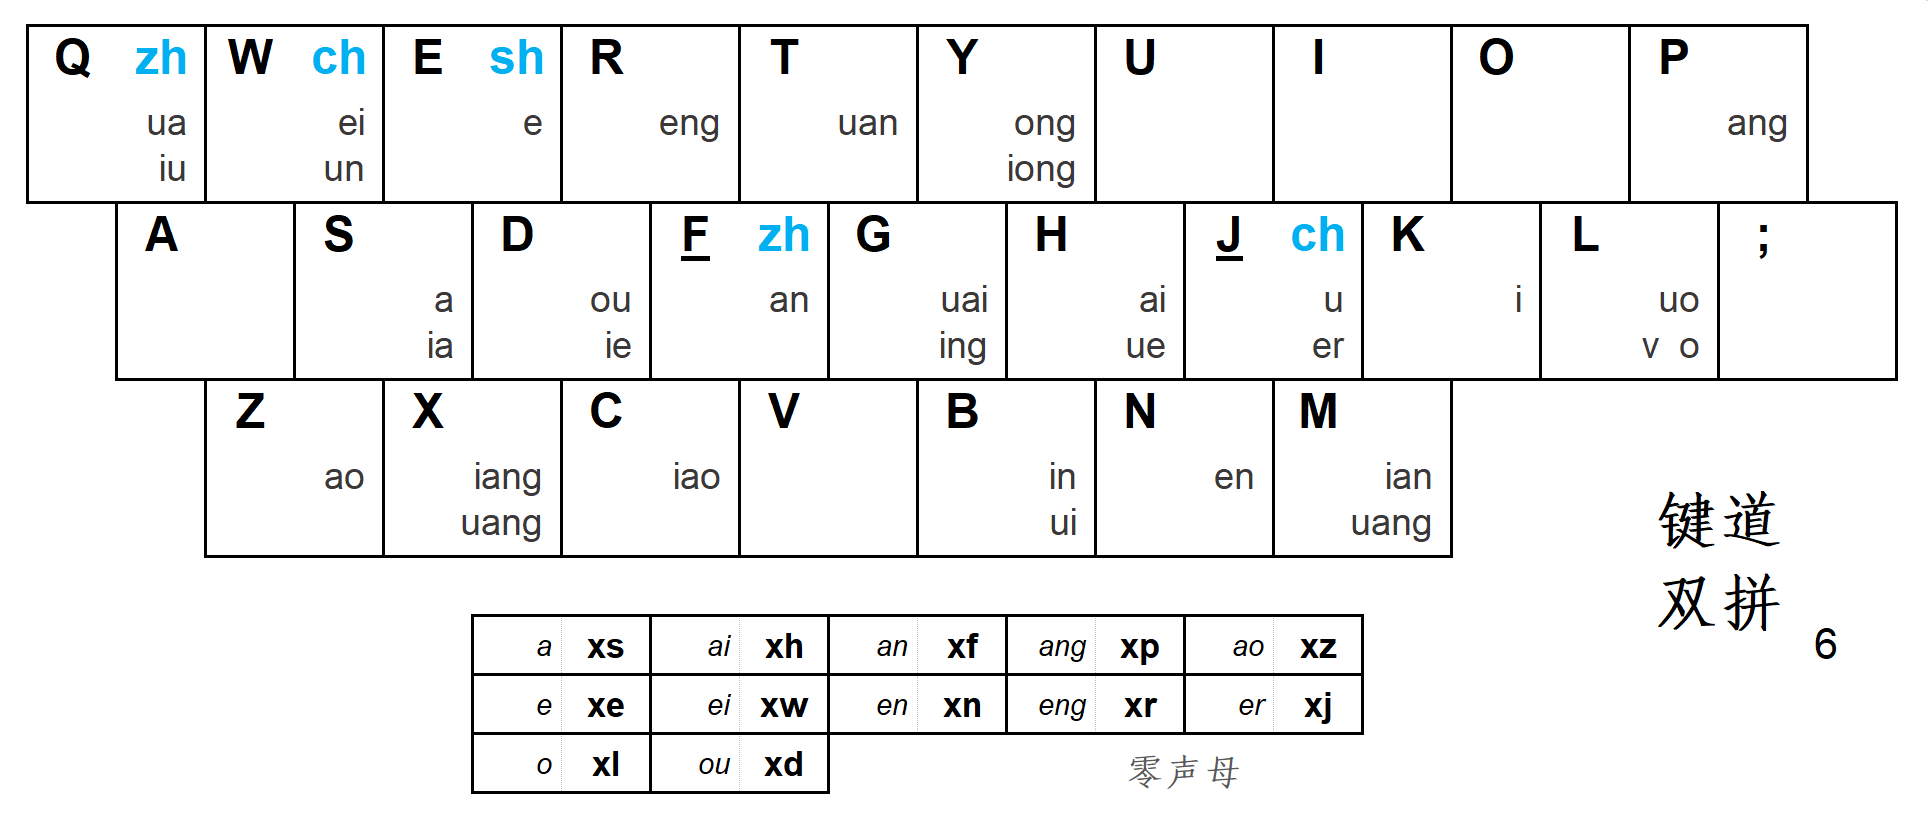 Q zh W ch E sh R T Y U I O P
ua ei e eng uan ong ang
iu un iong
A S D F zh G H J ch K L ;
a ou an uai ai u i uo
ia ie ing ue er v o
Z X C V B N M
ao iang iao in en ian
uang ui uang
键道
双拼
6
a xs ai xh an xf ang xp ao xz
e xe ei xw en xn eng xr er xj
o xl ou xd
零声母